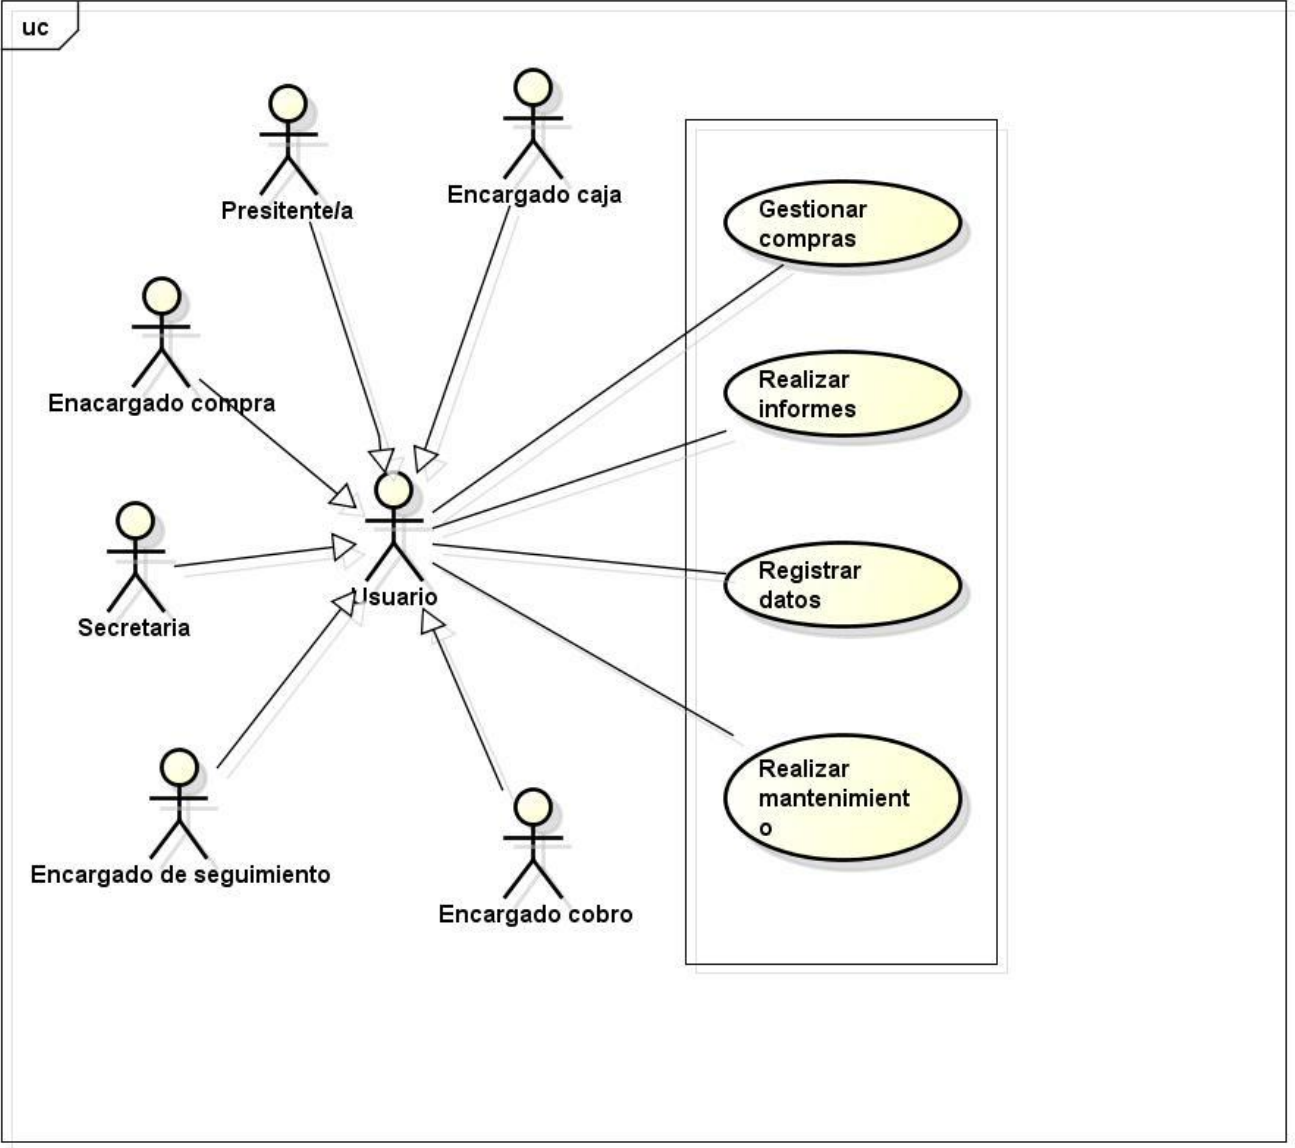 uc
Presitente/a
Encargado caja
Gestionar
compras
Enacargado compra
Realizar
informes
Secretaria
Usuario
Registrar
datos
Encargado de seguimiento
Encargado cobro
Realizar
mantenimient
o